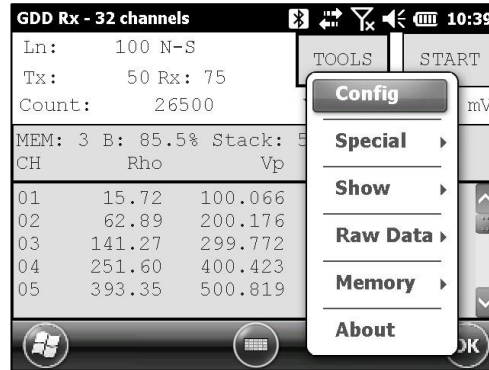 GDD Rx - 32 channels 10:39
Ln: 100 N-S
TOOLS START
Tx: 50 Rx: 75
Count: 26500 mV
MEM: 3 B: 85.5% Stack: 5
CH Rho Vp
01 15.72 100.066
02 62.89 200.176
03 141.27 299.772
04 251.60 400.423
05 393.35 500.819
Config
Special
Show
Raw Data
Memory
About
OK